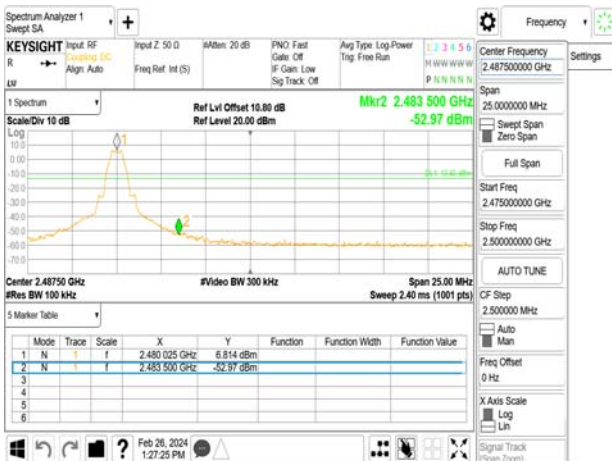 Spectrum Analyzer 1
Swept SA
+
Frequency
KEYSIGHT
R
Input: RF
Coupling: DC
Align: Auto
Input Z: 50 Ω
Freq Ref: Int (S)
#Atten: 20 dB
PNO: Fast
Gate: Off
IF Gain: Low
Sig Track: Off
Avg Type: Log-Power
Trig: Free Run
1 2 3 4 5 6
M W W W W W
P N N N N N
Center Frequency
2.487500000 GHz
Settings
Span
25.0000000 MHz
Swept Span
Zero Span
Full Span
Start Freq
2.475000000 GHz
Stop Freq
2.500000000 GHz
AUTO TUNE
CF Step
2.500000 MHz
Auto
Man
Freq Offset
0 Hz
X Axis Scale
Log
Lin
Signal Track
(Span Zoom)
1 Spectrum
Scale/Div 10 dB
Ref Lvl Offset 10.80 dB
Ref Level 20.00 dBm
Mkr2 2.483 500 GHz
-52.97 dBm
Log
10.0
0.00
-10.0
-20.0
-30.0
-40.0
-50.0
-60.0
-70.0
1
2
Center 2.48750 GHz
#Res BW 100 kHz
#Video BW 300 kHz
Span 25.00 MHz
Sweep 2.40 ms (1001 pts)
5 Marker Table
Mode Trace Scale X Y Function Function Width Function Value
1 N 1 f 2.480 025 GHz 6.814 dBm
2 N 1 f 2.483 500 GHz -52.97 dBm
3
4
5
6
?
Feb 26, 2024
1:27:25 PM